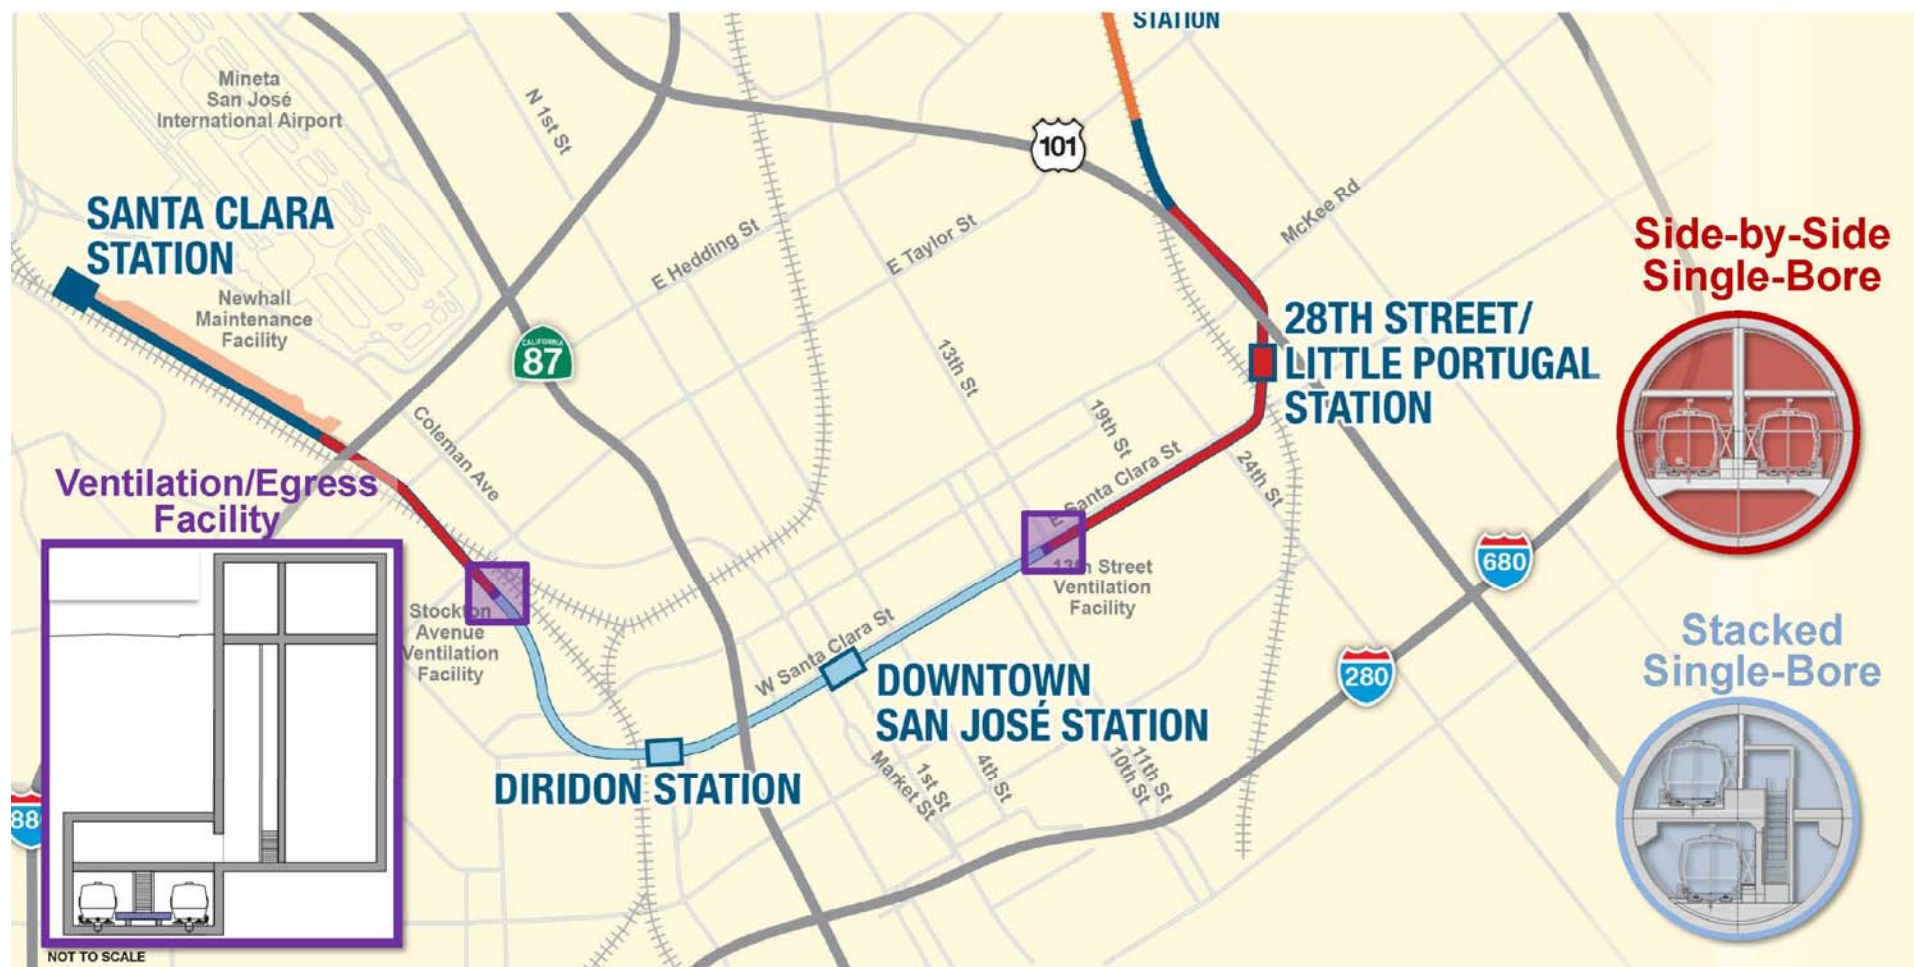 STATION
Mineta
San José
International Airport
N 1st St
101
SANTA CLARA
STATION
E Hedding St
E Taylor St
McKee Rd
Side-by-Side
Single-Bore
Newhall
Maintenance
Facility
CALIFORNIA
87
13th St
28TH STREET/
LITTLE PORTUGAL
STATION
Coleman Ave
19th St
E Santa Clara St
24th St
Ventilation/Egress
Facility
680
13th Street
Ventilation
Facility
Stockton
Avenue
Ventilation
Facility
W Santa Clara St
Stacked
Single-Bore
280
DOWNTOWN
SAN JOSÉ STATION
DIRIDON STATION
Market St
1st St
4th St
10th St
11th St
88
NOT TO SCALE